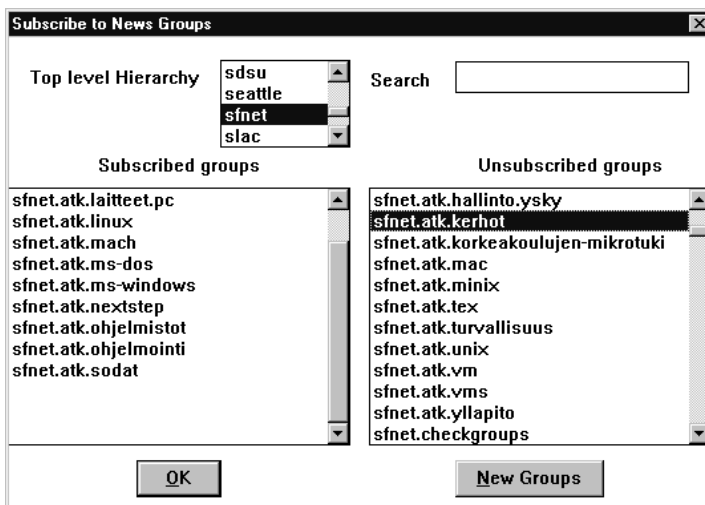 Subscribe to News Groups
Top level Hierarchy
sdsu
seattle
sfnet
slac
Search
Subscribed groups
sfnet.atk.laitteet.pc
sfnet.atk.linux
sfnet.atk.mach
sfnet.atk.ms-dos
sfnet.atk.ms-windows
sfnet.atk.nextstep
sfnet.atk.ohjelmistot
sfnet.atk.ohjelmointi
sfnet.atk.sodat
Unsubscribed groups
sfnet.atk.hallinto.ysky
sfnet.atk.kerhot
sfnet.atk.korkeakoulujen-mikrotuki
sfnet.atk.mac
sfnet.atk.minix
sfnet.atk.tex
sfnet.atk.turvallisuus
sfnet.atk.unix
sfnet.atk.vm
sfnet.atk.vms
sfnet.atk.yllapito
sfnet.checkgroups
OK
New Groups